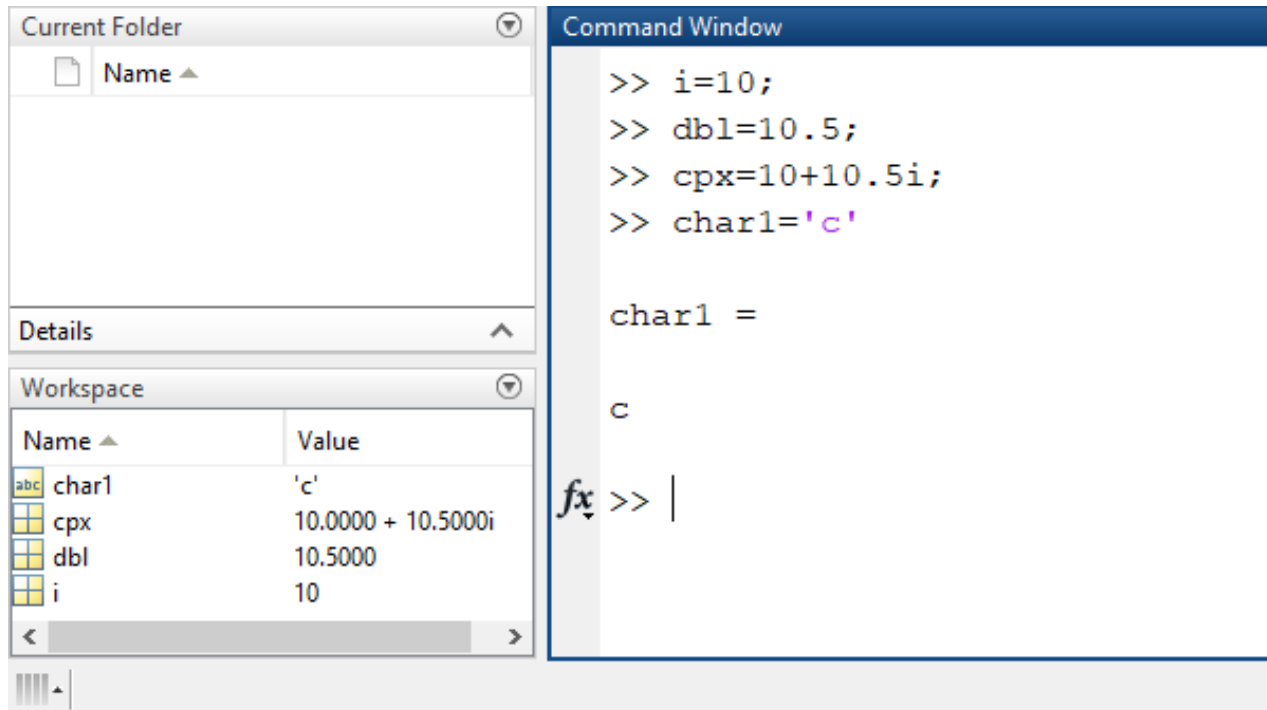 Current Folder
Name
Details
Workspace
Name Value
abc char1 'c'
cpx 10.0000 + 10.5000i
dbl 10.5000
i 10
Command Window
>> i=10;
>> dbl=10.5;
>> cpx=10+10.5i;
>> char1='c'
char1 =
c
fx >>